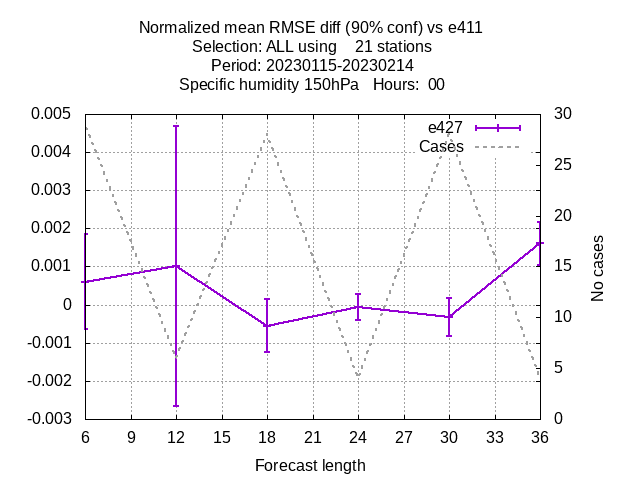 Normalized mean RMSE diff (90% conf) vs e411
Selection: ALL using    21 stations
Period: 20230115-20230214
Specific humidity 150hPa   Hours:  00
e427
Cases
0.005
0.004
0.003
0.002
0.001
0
-0.001
-0.002
-0.003
30
25
20
15
10
5
0
No cases
6 9 12 15 18 21 24 27 30 33 36
Forecast length